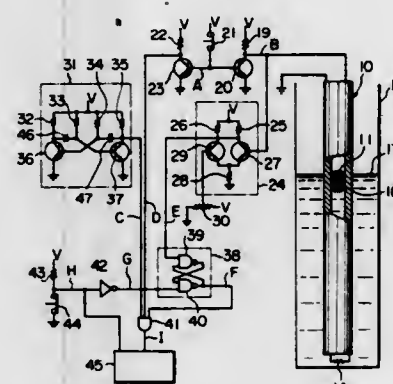 V V V
22 21 19 B
31 23 A 20 10
33 34 V 35
32 26 V 25 11 17
46 29 27
36 47 37 28 24 16
C D E 30 V
39 38
V
43 H 42 G F
44 41 40
I
45